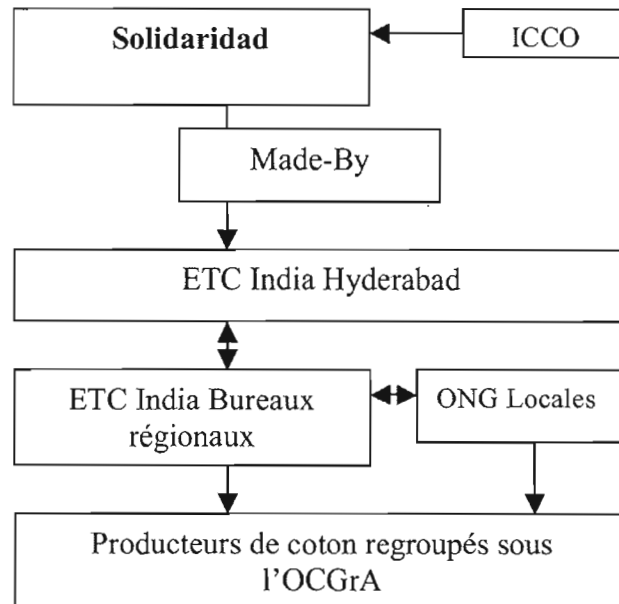 Solidaridad
ICCO
Made-By
ETC India Hyderabad
ETC India Bureaux
régionaux
ONG Locales
Producteurs de coton regroupés sous
l'OCGrA